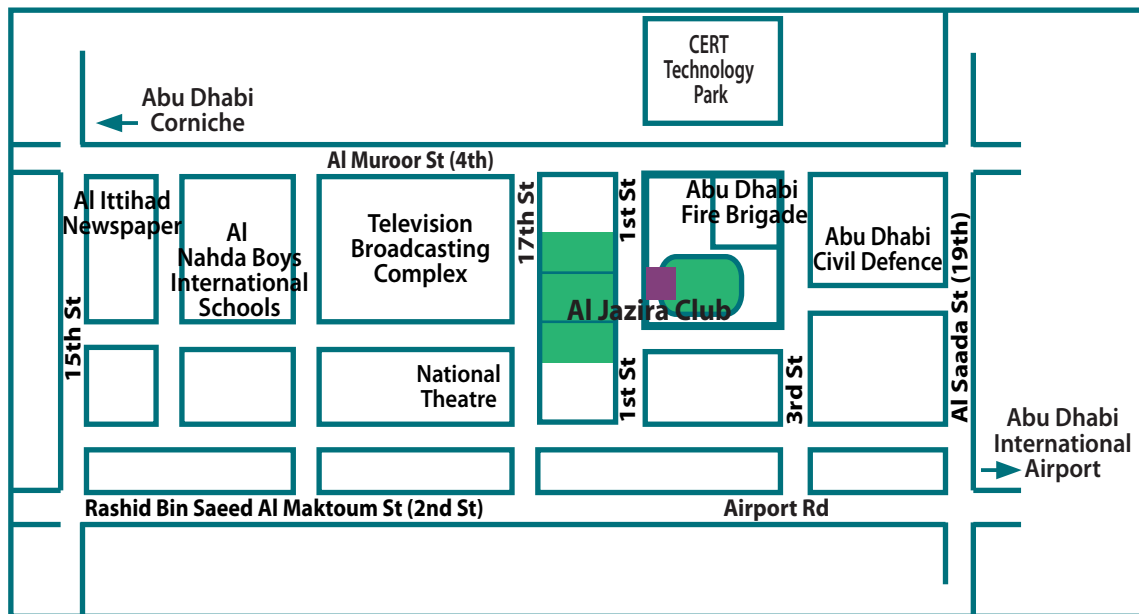 CERT
Technology
Park
Abu Dhabi
Corniche
Al Muroor St (4th)
Al Ittihad
Newspaper
Al
Nahda Boys
International
Schools
Television
Broadcasting
Complex
17th St
1st St
Abu Dhabi
Fire Brigade
Abu Dhabi
Civil Defence
Al Jazira Club
15th St
National
Theatre
1st St
3rd St
Al Saada St (19th)
Abu Dhabi
International
Airport
Rashid Bin Saeed Al Maktoum St (2nd St)
Airport Rd